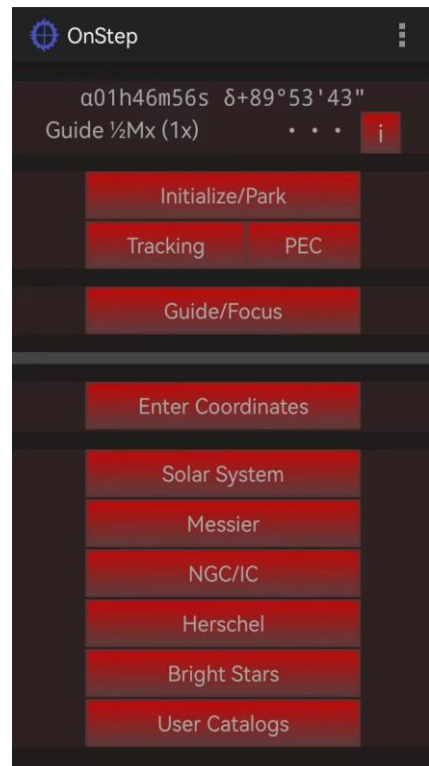 OnStep
α01h46m56s δ+89°53'43"
Guide ½Mx (1x) · · · i
Initialize/Park
Tracking PEC
Guide/Focus
Enter Coordinates
Solar System
Messier
NGC/IC
Herschel
Bright Stars
User Catalogs